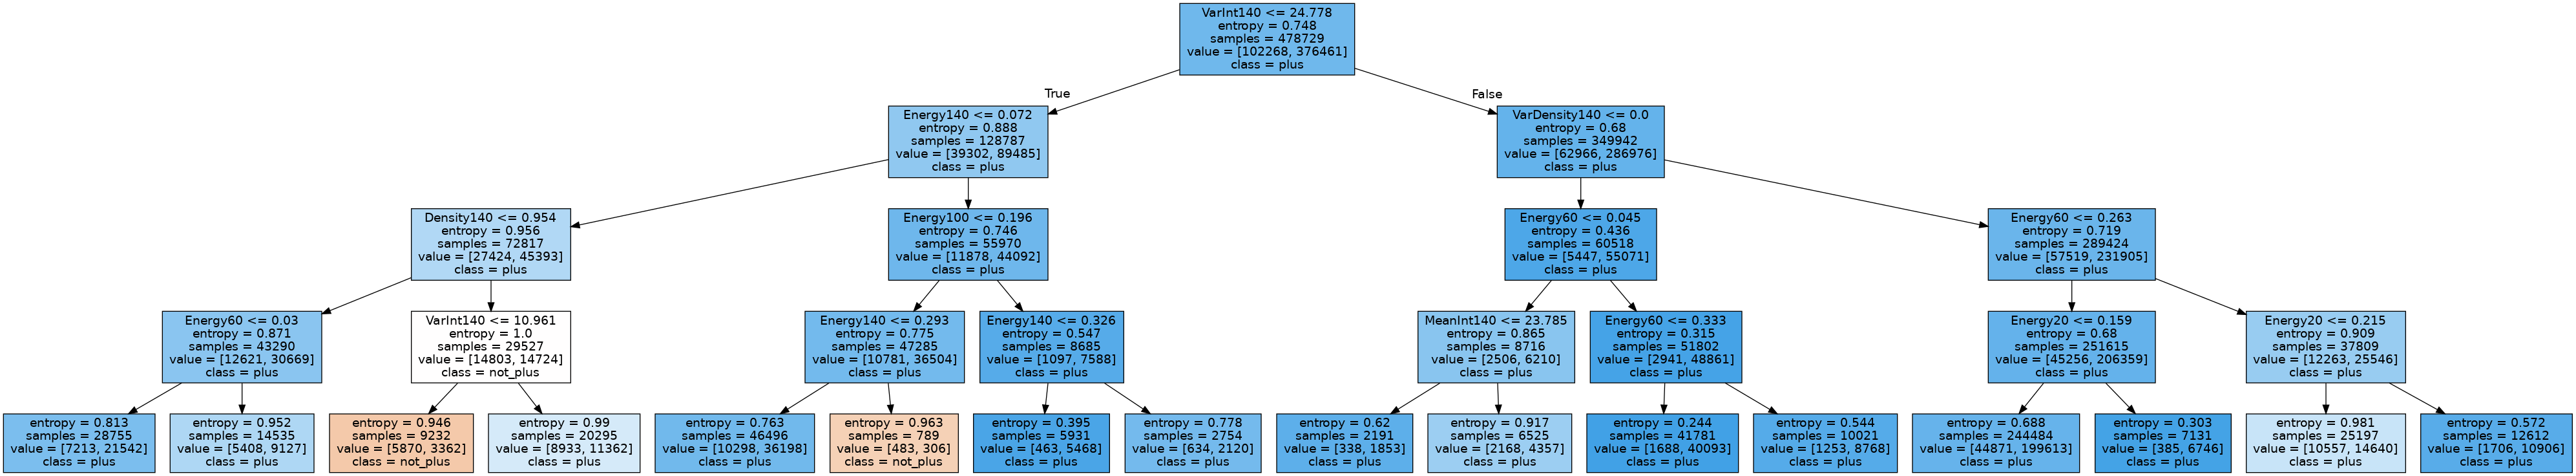 VarInt140 <= 24.778
entropy = 0.748
samples = 478729
value = [102268, 376461]
class = plus
True
False
Energy140 <= 0.072
entropy = 0.888
samples = 128787
value = [39302, 89485]
class = plus
VarDensity140 <= 0.0
entropy = 0.68
samples = 349942
value = [62966, 286976]
class = plus
Density140 <= 0.954
entropy = 0.956
samples = 72817
value = [27424, 45393]
class = plus
Energy100 <= 0.196
entropy = 0.746
samples = 55970
value = [11878, 44092]
class = plus
Energy60 <= 0.045
entropy = 0.436
samples = 60518
value = [5447, 55071]
class = plus
Energy60 <= 0.263
entropy = 0.719
samples = 289424
value = [57519, 231905]
class = plus
Energy60 <= 0.03
entropy = 0.871
samples = 43290
value = [12621, 30669]
class = plus
VarInt140 <= 10.961
entropy = 1.0
samples = 29527
value = [14803, 14724]
class = not_plus
Energy140 <= 0.293
entropy = 0.775
samples = 47285
value = [10781, 36504]
class = plus
Energy140 <= 0.326
entropy = 0.547
samples = 8685
value = [1097, 7588]
class = plus
MeanInt140 <= 23.785
entropy = 0.865
samples = 8716
value = [2506, 6210]
class = plus
Energy60 <= 0.333
entropy = 0.315
samples = 51802
value = [2941, 48861]
class = plus
Energy20 <= 0.159
entropy = 0.68
samples = 251615
value = [45256, 206359]
class = plus
Energy20 <= 0.215
entropy = 0.909
samples = 37809
value = [12263, 25546]
class = plus
entropy = 0.813
samples = 28755
value = [7213, 21542]
class = plus
entropy = 0.952
samples = 14535
value = [5408, 9127]
class = plus
entropy = 0.946
samples = 9232
value = [5870, 3362]
class = not_plus
entropy = 0.99
samples = 20295
value = [8933, 11362]
class = plus
entropy = 0.763
samples = 46496
value = [10298, 36198]
class = plus
entropy = 0.963
samples = 789
value = [483, 306]
class = not_plus
entropy = 0.395
samples = 5931
value = [463, 5468]
class = plus
entropy = 0.778
samples = 2754
value = [634, 2120]
class = plus
entropy = 0.62
samples = 2191
value = [338, 1853]
class = plus
entropy = 0.917
samples = 6525
value = [2168, 4357]
class = plus
entropy = 0.244
samples = 41781
value = [1688, 40093]
class = plus
entropy = 0.544
samples = 10021
value = [1253, 8768]
class = plus
entropy = 0.688
samples = 244484
value = [44871, 199613]
class = plus
entropy = 0.303
samples = 7131
value = [385, 6746]
class = plus
entropy = 0.981
samples = 25197
value = [10557, 14640]
class = plus
entropy = 0.572
samples = 12612
value = [1706, 10906]
class = plus